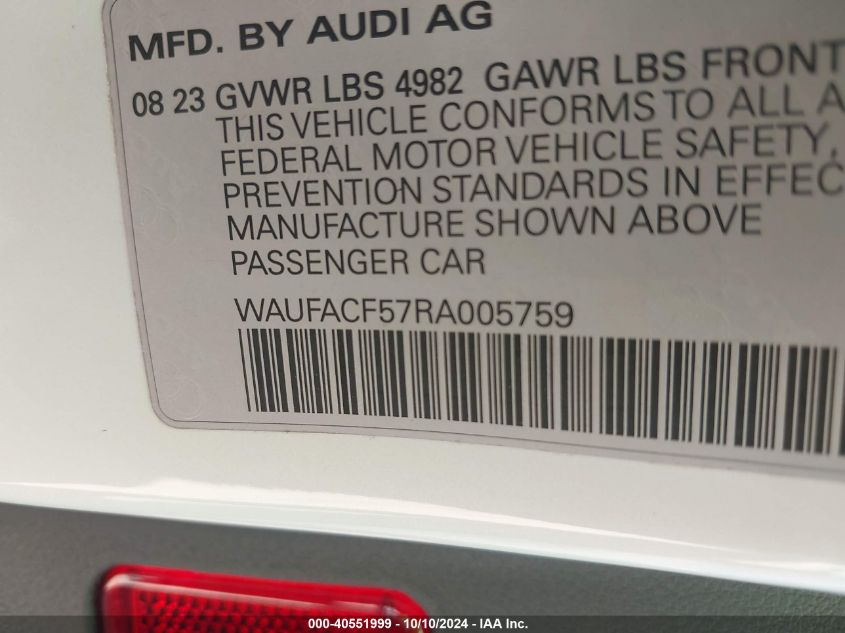 MFD. BY AUDI AG
08 23 GVWR LBS 4982 GAWR LBS FRONT
THIS VEHICLE CONFORMS TO ALL A
FEDERAL MOTOR VEHICLE SAFETY,
PREVENTION STANDARDS IN EFFEC
MANUFACTURE SHOWN ABOVE
PASSENGER CAR
WAUFACF57RA005759
000-40551999 - 10/10/2024 - IAA Inc.